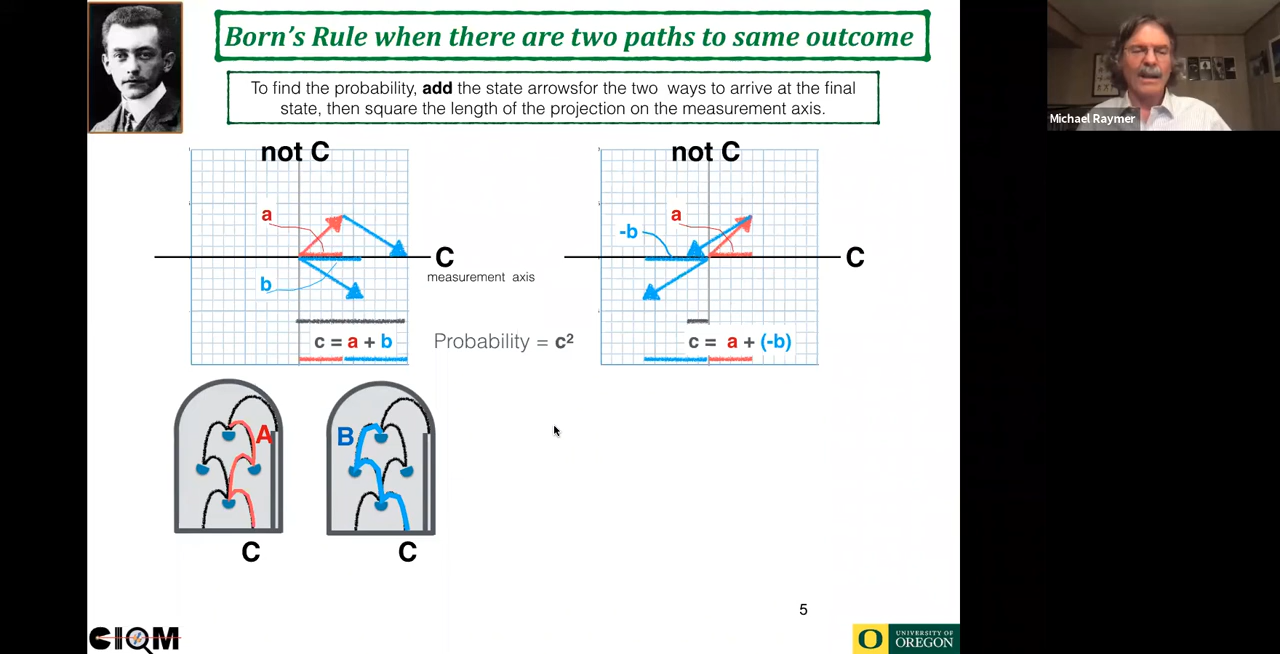 Born's Rule when there are two paths to same outcome
To find the probability, add the state arrowsfor the two ways to arrive at the final
state, then square the length of the projection on the measurement axis.
Michael Raymer
not C
a
b
C
measurement axis
c = a + b
Probability = c²
not C
a
-b
C
c = a + (-b)
A
C
B
C
5
CIQM
O
UNIVERSITY OF
OREGON